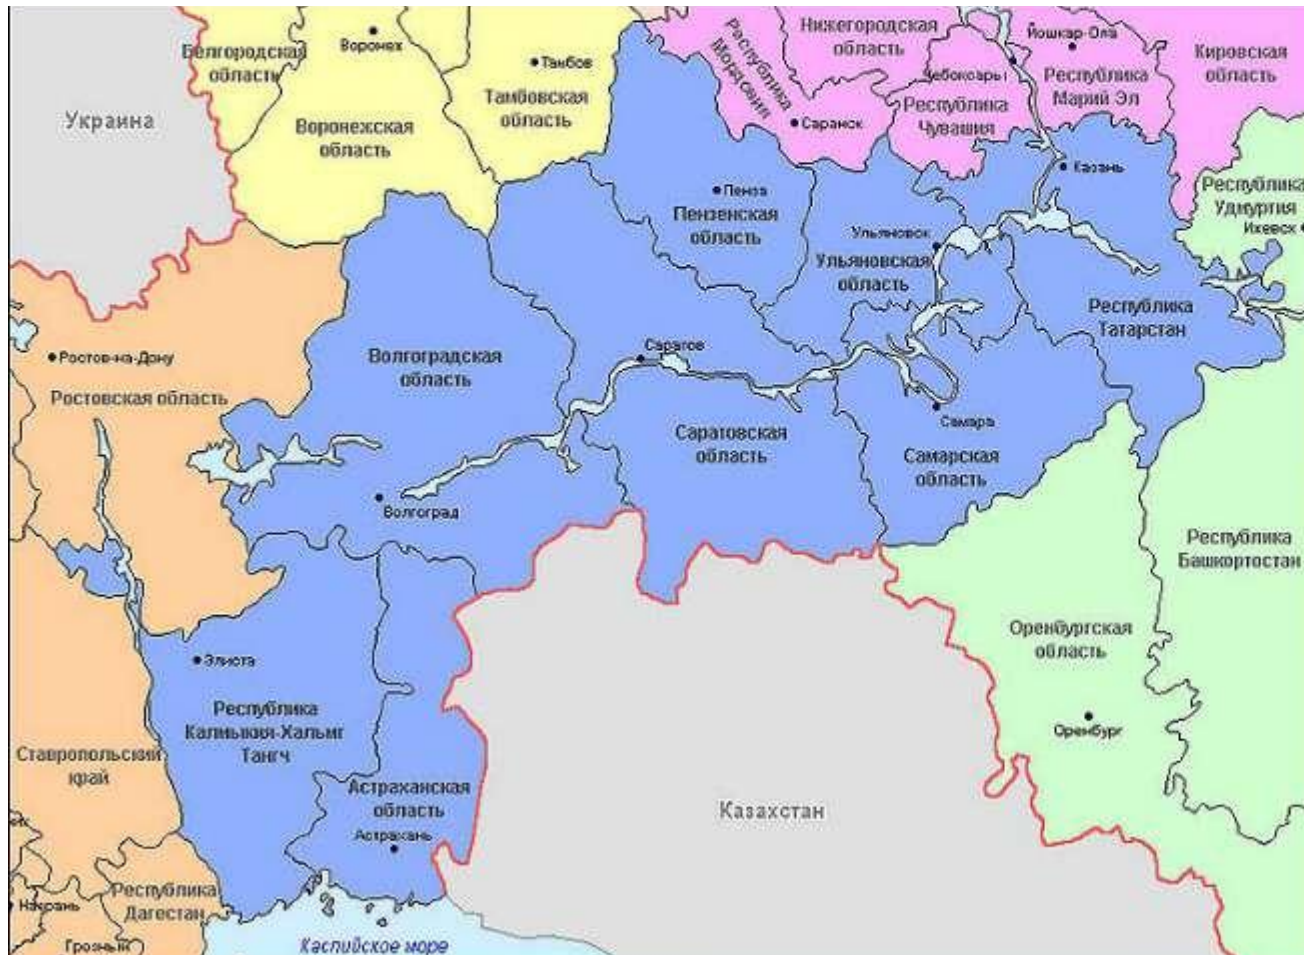 Белгородская
область
Воронех
Тамбов
Тамбовская
область
Воронежская
область
Украина
Республика
Мордовия
Нижегородская
область
Йошкар-Ола
Республика
Марий Эл
Кировская
область
Чебоксары
Республика
Чувашия
Саранск
Казань
Республика
Удмуртия
Ихевск
Пенза
Пензенская
область
Ульяновск
Ульяновская
область
Республика
Татарстан
Ростов-на-Дону
Ростовская область
Волгоградская
область
Саратов
Саратовская
область
Самара
Самарская
область
Волгоград
Республика
Башкортостан
Оренбургская
область
Оренбург
Элиста
Республика
Калмыкия-Хальмг
Тангч
Ставропольский
край
Астраханская
область
Астрахань
Казахстан
Республика
Дагестан
Назрань
Грозный
Каспийское море